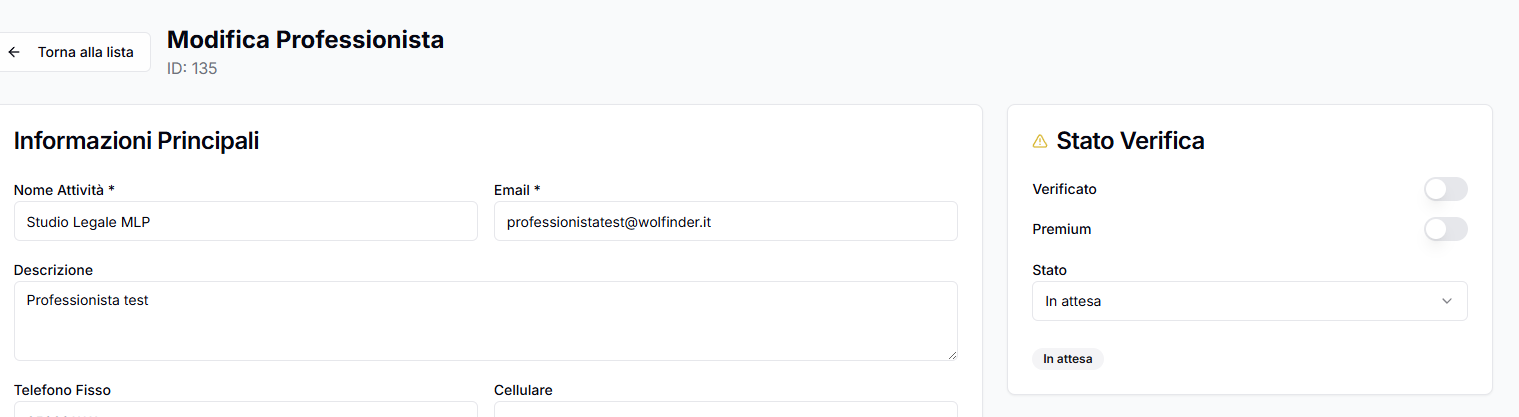 Torna alla lista
Modifica Professionista
ID: 135
Informazioni Principali
Nome Attività *
Studio Legale MLP
Email *
professionistatest@wolfinder.it
Descrizione
Professionista test
Telefono Fisso
Cellulare
Stato Verifica
Verificato
Premium
Stato
In attesa
In attesa